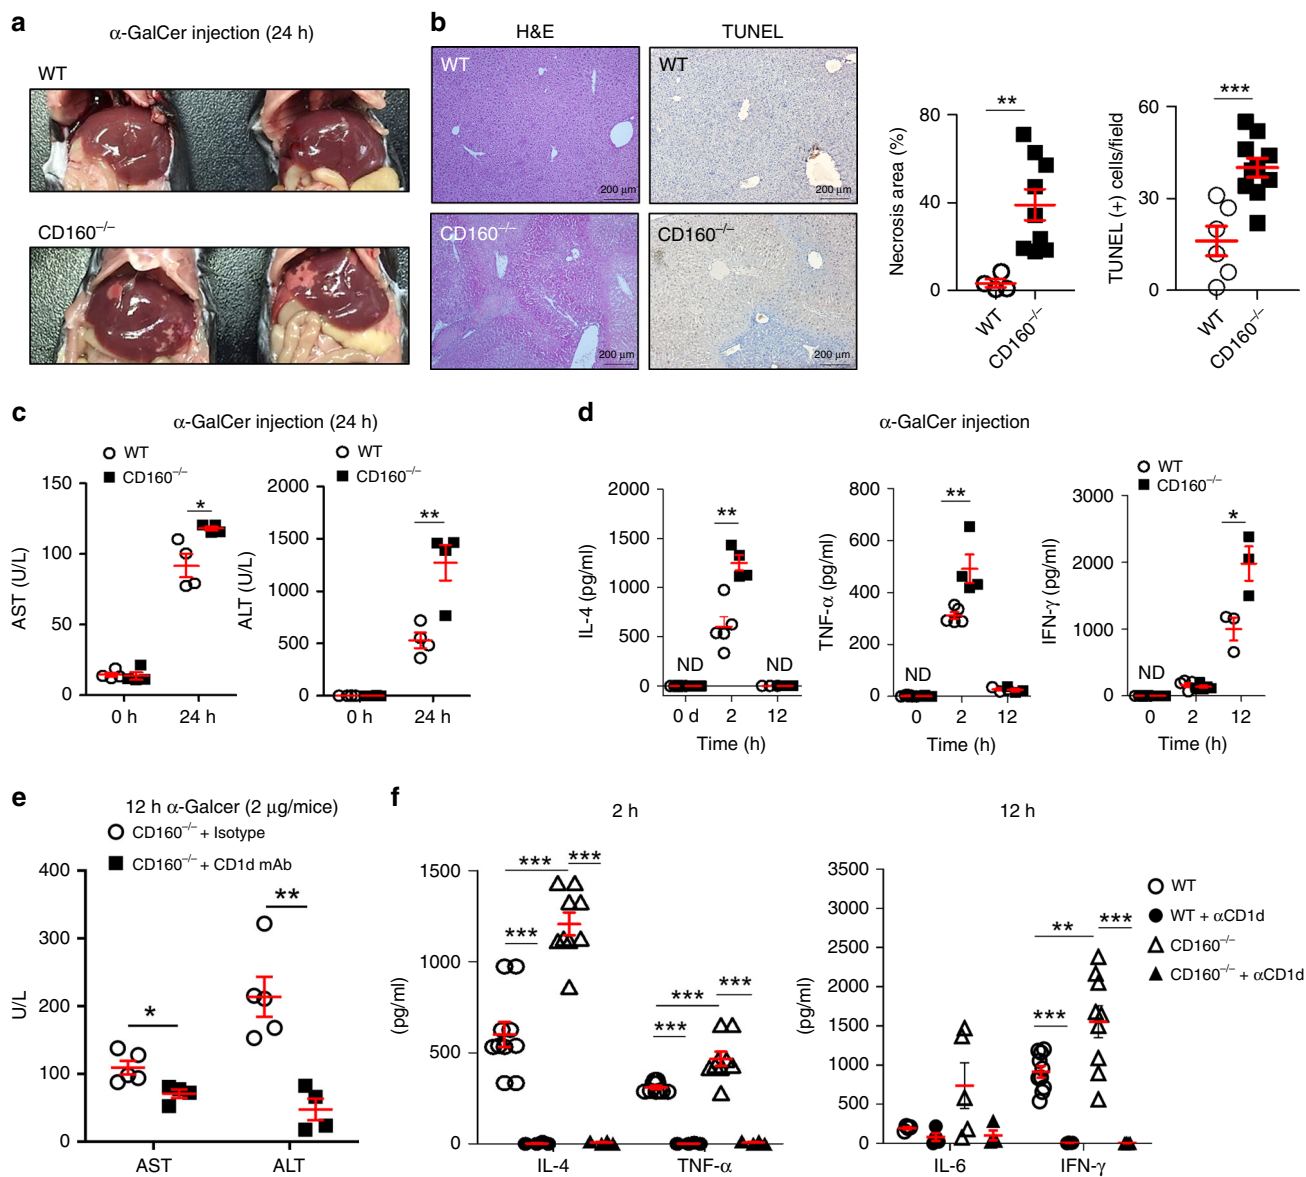 a
α-GalCer injection (24 h)
WT
CD160–/–
b
H&E
TUNEL
WT
200 µm
WT
200 µm
CD160–/–
200 µm
CD160–/–
200 µm
Necrosis area (%)
80
40
0
**
WT
CD160–/–
TUNEL (+) cells/field
60
30
0
***
WT
CD160–/–
c
α-GalCer injection (24 h)
WT
CD160–/–
AST (U/L)
150
100
50
0
*
0 h
24 h
WT
CD160–/–
ALT (U/L)
2000
1500
1000
500
0
**
0 h
24 h
d
α-GalCer injection
IL-4 (pg/ml)
2000
1500
1000
500
0
**
ND
ND
0 d
2
12
Time (h)
TNF-α (pg/ml)
800
600
400
200
0
**
ND
0
2
12
Time (h)
WT
CD160–/–
IFN-γ (pg/ml)
3000
2000
1000
0
*
ND
0
2
12
Time (h)
e
12 h α-Galcer (2 µg/mice)
CD160–/– + Isotype
CD160–/– + CD1d mAb
U/L
400
300
200
100
0
*
**
AST
ALT
f
2 h
(pg/ml)
1500
1000
500
0
***
***
***
***
***
***
IL-4
TNF-α
12 h
(pg/ml)
3500
3000
2500
2000
1500
1000
500
0
***
**
***
IL-6
IFN-γ
WT
WT + αCD1d
CD160–/–
CD160–/– + αCD1d